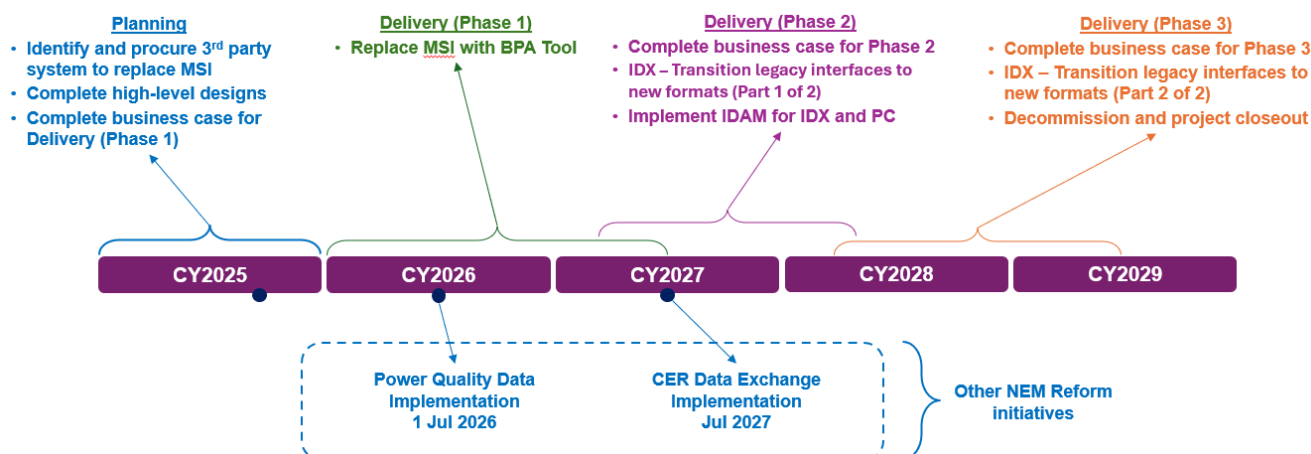 Planning
• Identify and procure 3rd party
system to replace MSI
• Complete high-level designs
• Complete business case for
Delivery (Phase 1)
Delivery (Phase 1)
• Replace MSI with BPA Tool
Delivery (Phase 2)
• Complete business case for Phase 2
• IDX – Transition legacy interfaces to
new formats (Part 1 of 2)
• Implement IDAM for IDX and PC
Delivery (Phase 3)
• Complete business case for Phase 3
• IDX – Transition legacy interfaces to
new formats (Part 2 of 2)
• Decommission and project closeout
CY2025
CY2026
CY2027
CY2028
CY2029
Power Quality Data
Implementation
1 Jul 2026
CER Data Exchange
Implementation
Jul 2027
Other NEM Reform
initiatives